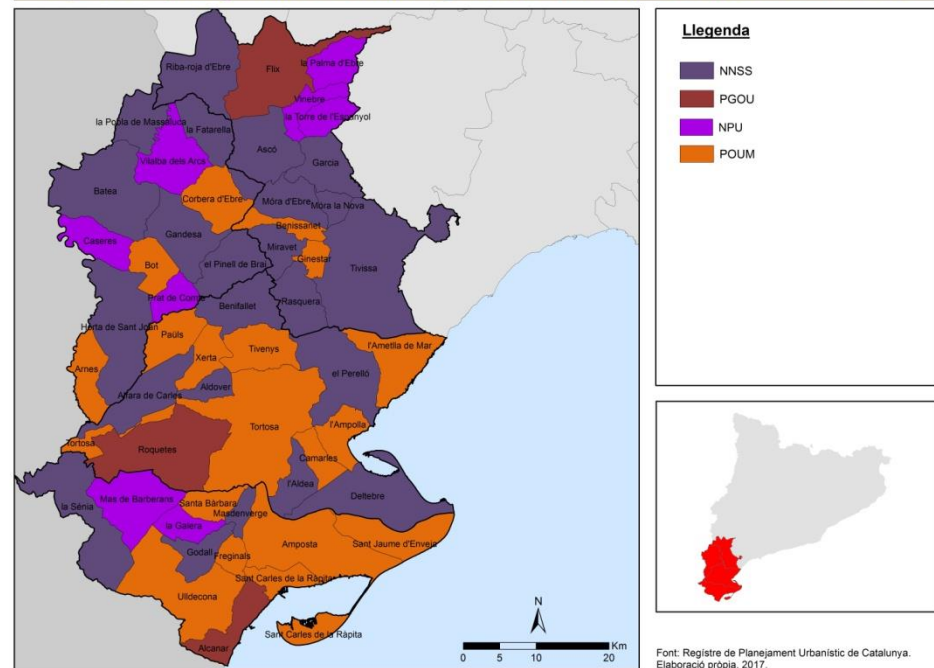 Riba-roja d'Ebre
Flix
la Palma d'Ebre
Vinebre
la Torre de l'Espanyol
la Pobla de Massaluca
la Fatarella
Vilalba dels Arcs
Ascó
Garcia
Batea
Corbera d'Ebre
Móra d'Ebre
Móra la Nova
Benissanet
Gandesa
Caseres
Miravet
Ginestar
el Pinell de Brai
Bot
Tivissa
Prat de Comte
Rasquera
Benifallet
Horta de Sant Joan
Paüls
l'Ametlla de Mar
Xerta
Tivenys
Arnes
Aldover
el Perelló
Alfara de Carles
Tortosa
l'Ampolla
Tortosa
Roquetes
Camarles
l'Aldea
Deltebre
Mas de Barberans
Santa Bàrbara
Masdenverge
la Sénia
la Galera
Godall
Freginals
Amposta
Sant Jaume d'Enveja
Sant Carles de la Ràpita
Ulldecona
Sant Carles de la Ràpita
Alcanar
N
Km
0 5 10 20
Llegenda
NNSS
PGOU
NPU
POUM
Font: Registre de Planejament Urbanístic de Catalunya.
Elaboració pròpia, 2017.